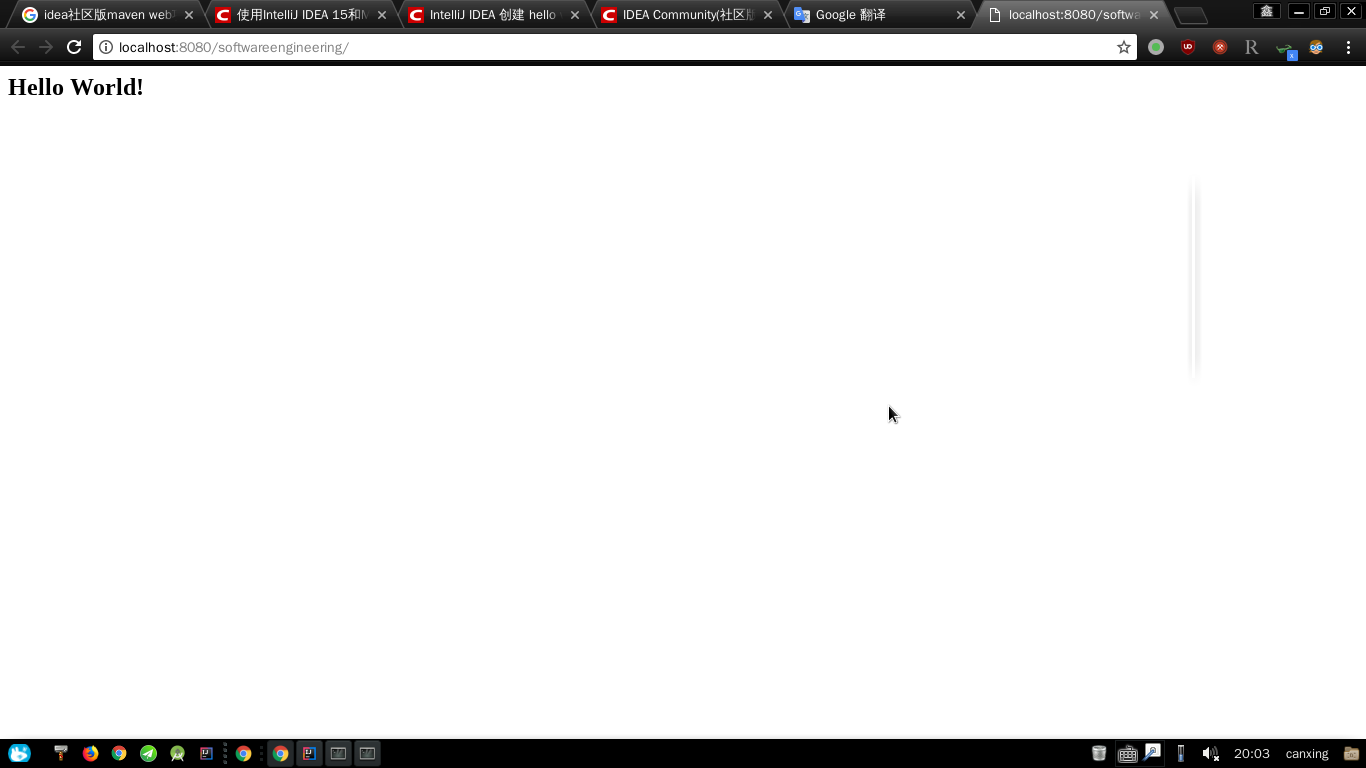 idea社区版maven web
使用IntelliJ IDEA 15和M
IntelliJ IDEA 创建 hello
IDEA Community(社区版
Google 翻译
localhost:8080/softwa
鑫
localhost:8080/softwareengineering/
R
Hello World!
20:03
canxing